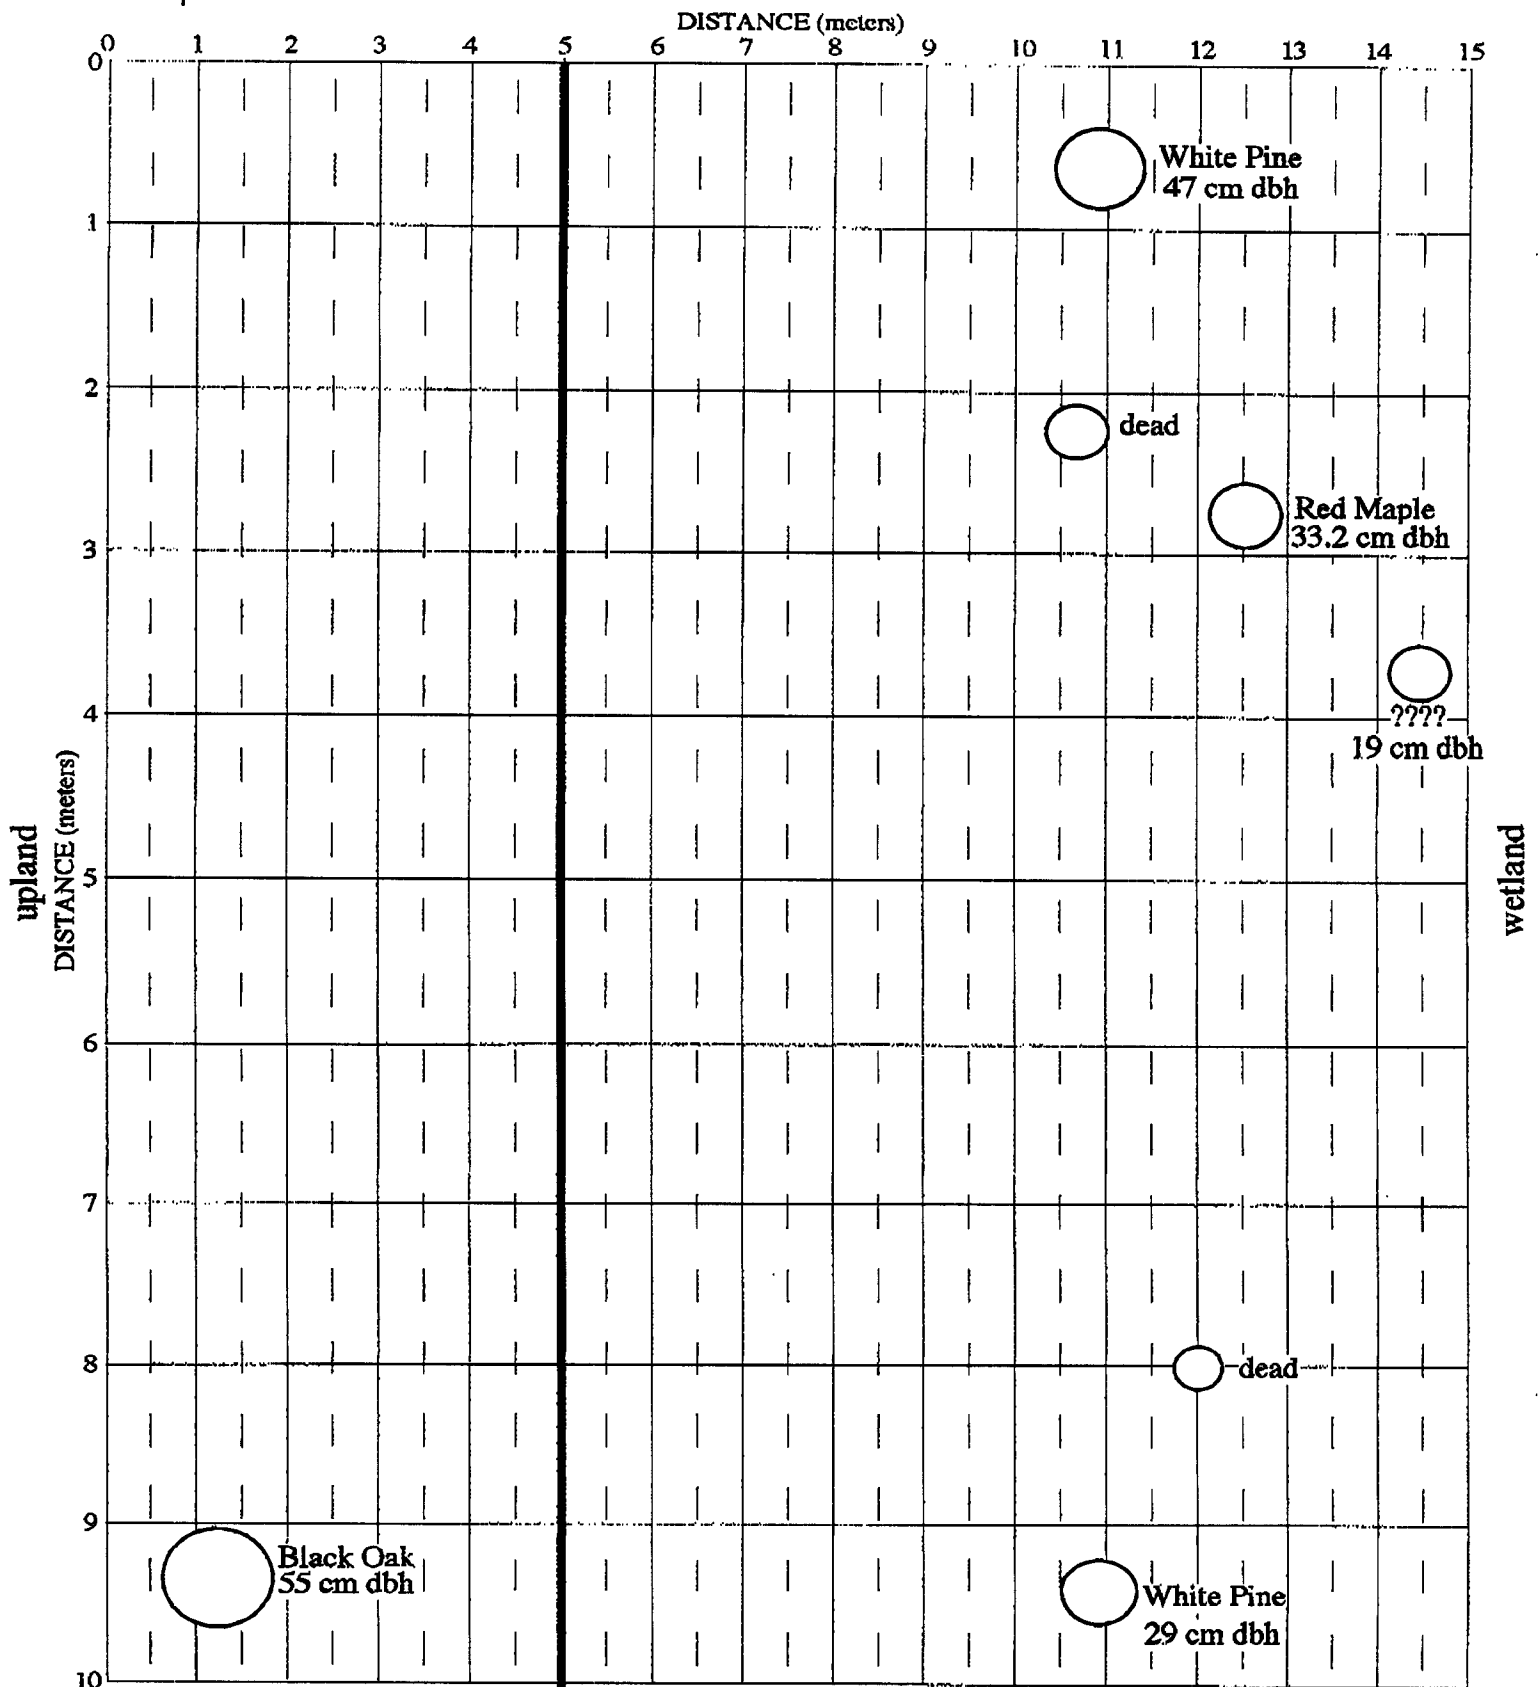 DISTANCE (meters)
0 1 2 3 4 5 6 7 8 9 10 11 12 13 14 15
0
White Pine
47 cm dbh
1
2
dead
Red Maple
33.2 cm dbh
3
4
????
19 cm dbh
upland
DISTANCE (meters)
wetland
5
6
7
8
dead
9
Black Oak
55 cm dbh
White Pine
29 cm dbh
10